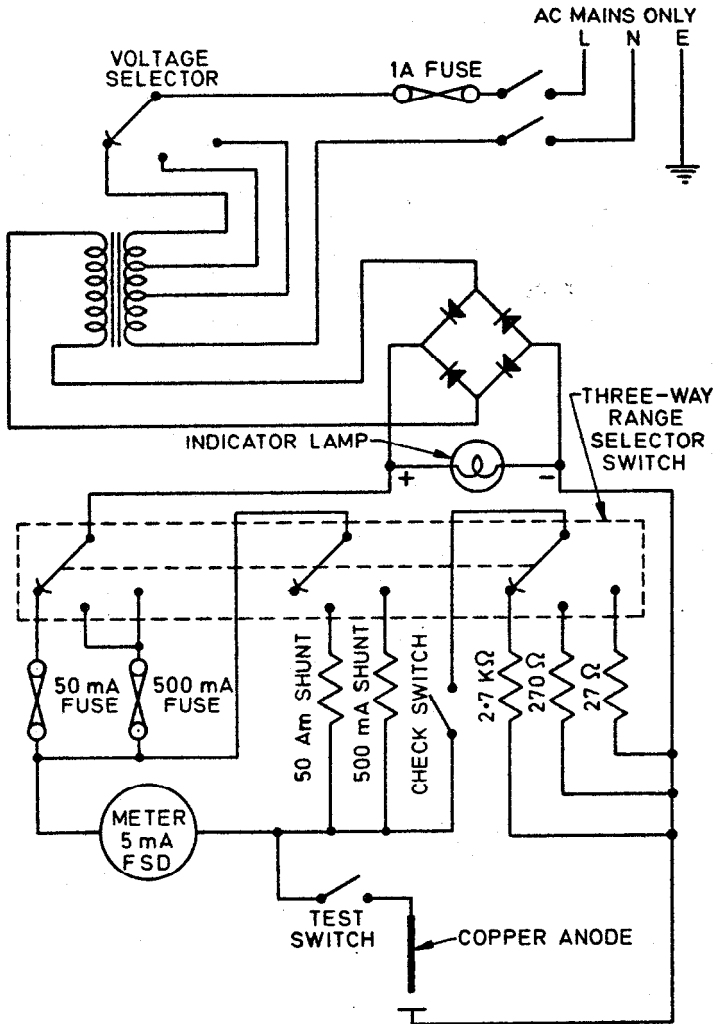 AC MAINS ONLY
L N E
VOLTAGE
SELECTOR
1A FUSE
THREE-WAY
RANGE
SELECTOR
SWITCH
INDICATOR LAMP
+ -
50 mA
FUSE
500 mA
FUSE
50 Am SHUNT
500 mA SHUNT
CHECK SWITCH
2·7 KΩ
270 Ω
27 Ω
METER
5 mA
FSD
TEST
SWITCH
COPPER ANODE